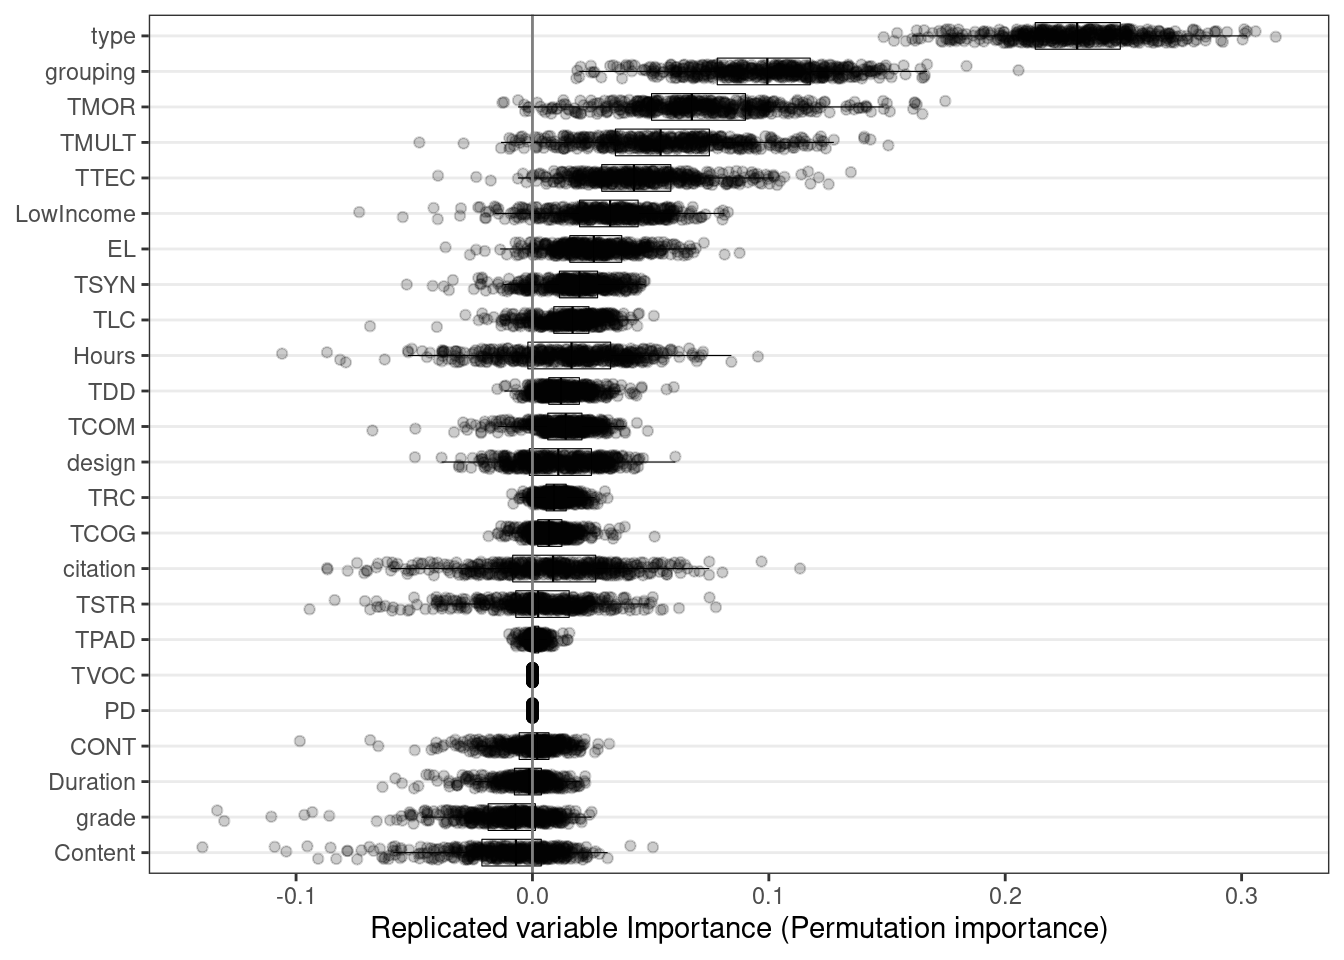 type
grouping
TMOR
TMULT
TTEC
LowIncome
EL
TSYN
TLC
Hours
TDD
TCOM
design
TRC
TCOG
citation
TSTR
TPAD
TVOC
PD
CONT
Duration
grade
Content
-0.1 0.0 0.1 0.2 0.3
Replicated variable Importance (Permutation importance)